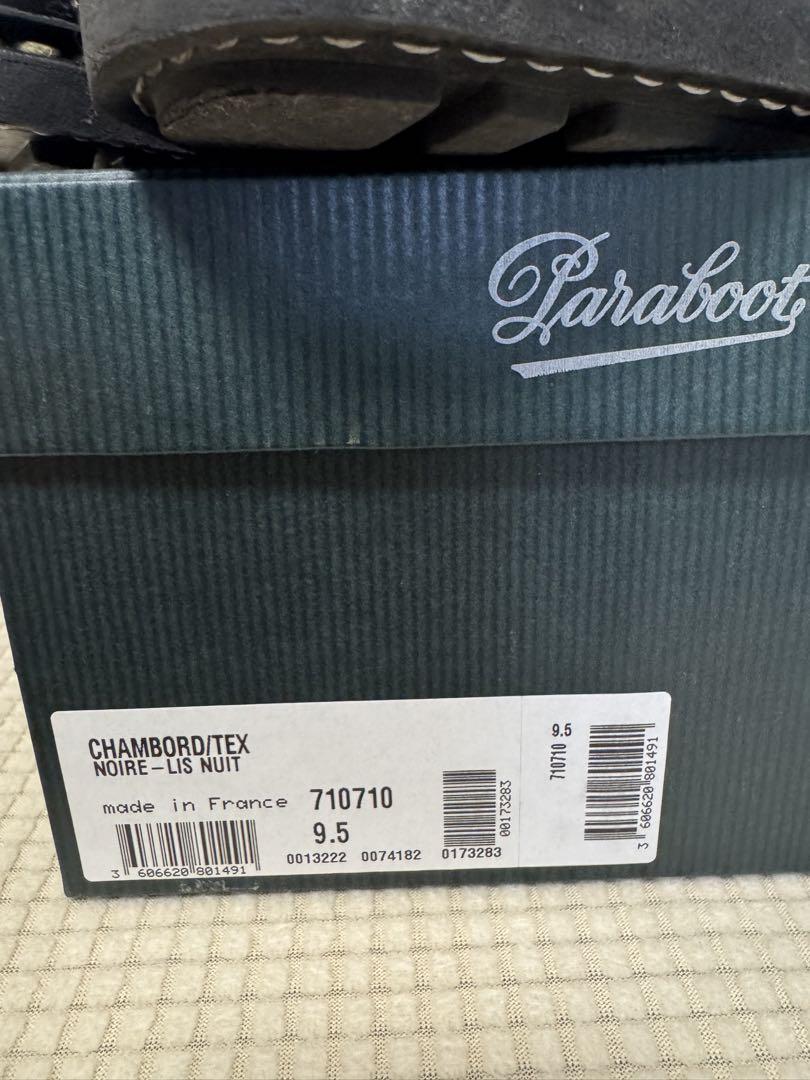 Paraboot
CHAMBORD/TEX
NOIRE–LIS NUIT
made in France 710710
9.5
3 606620 801491
0013222 0074182 0173283
00173283
710710 9.5
3 606620 801491